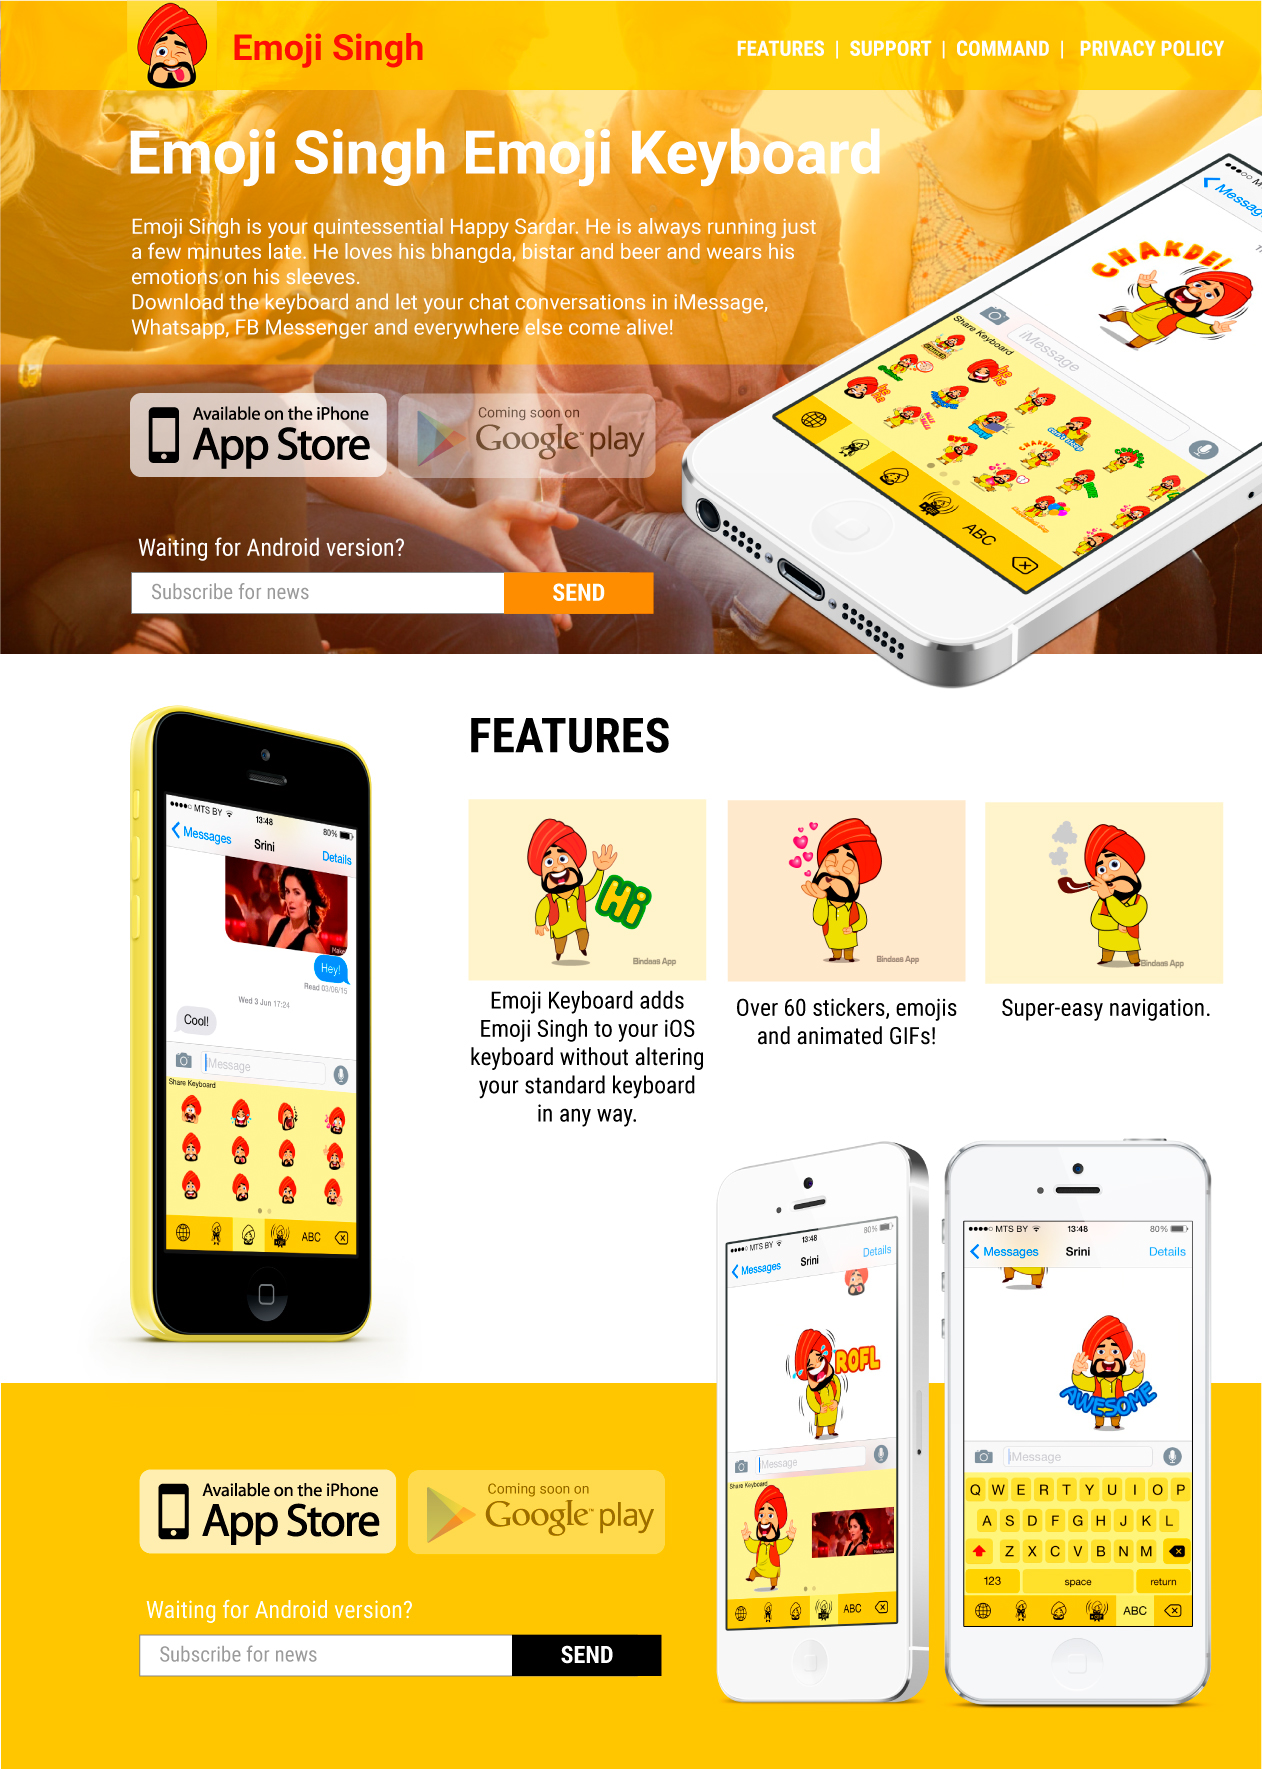 Emoji Singh
FEATURES | SUPPORT | COMMAND | PRIVACY POLICY
Emoji Singh Emoji Keyboard
Emoji Singh is your quintessential Happy Sardar. He is always running just
a few minutes late. He loves his bhangda, bistar and beer and wears his
emotions on his sleeves.
Download the keyboard and let your chat conversations in iMessage,
Whatsapp, FB Messenger and everywhere else come alive!
CHAKDE!
iMessage
Share Keyboard
ABC
Available on the iPhone
App Store
Coming soon on
Google play
Waiting for Android version?
Subscribe for news
SEND
FEATURES
MTS BY
13:48
80%
Messages
Srini
Details
Hey!
Read 03/06/15
Wed 3 Jun 17:24
Cool!
Message
Share Keyboard
ABC
Hi
Bindaas App
Bindaas App
Bindaas App
Emoji Keyboard adds
Emoji Singh to your iOS
keyboard without altering
your standard keyboard
in any way.
Over 60 stickers, emojis
and animated GIFs!
Super-easy navigation.
MTS BY
13:48
80%
Messages
Srini
Details
ROFL
Message
Share Keyboard
ABC
MTS BY 13:48 80%
Messages Srini Details
AWESOME
iMessage
Q W E R T Y U I O P
A S D F G H J K L
Z X C V B N M
123 space return
ABC
Available on the iPhone
App Store
Coming soon on
Google play
Waiting for Android version?
Subscribe for news
SEND